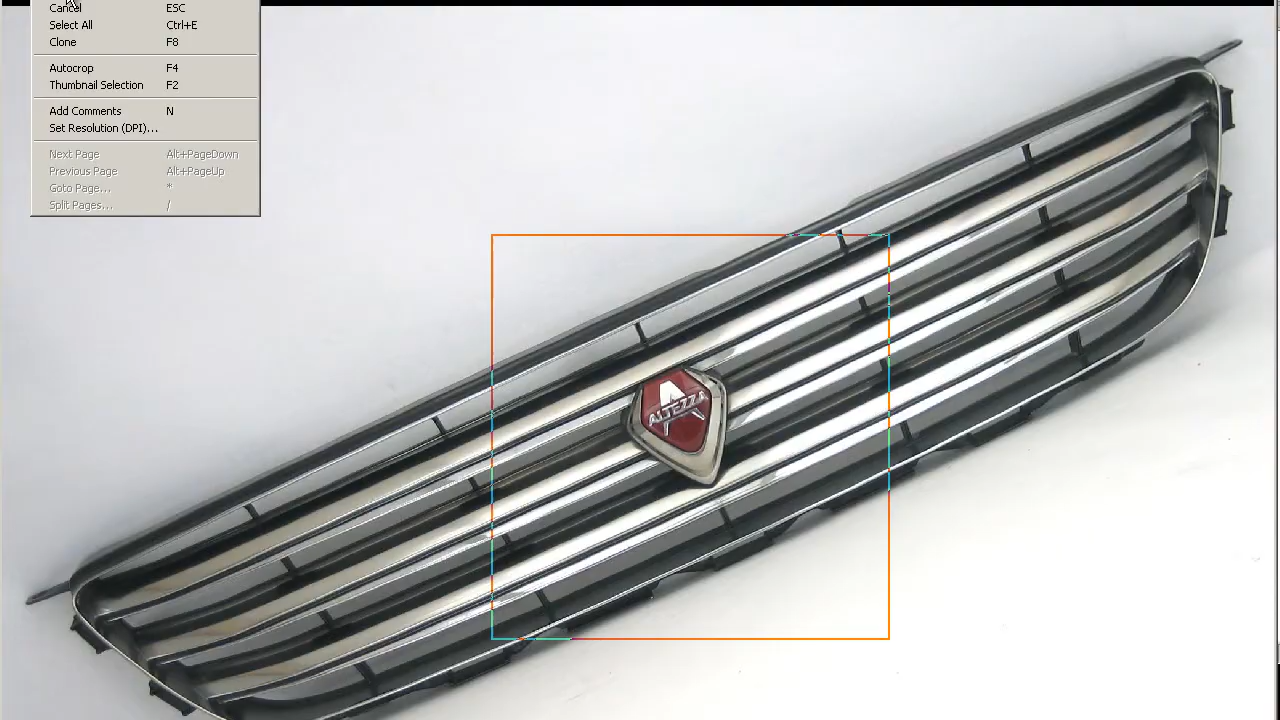 Cancel ESC
Select All Ctrl+E
Clone F8
Autocrop F4
Thumbnail Selection F2
Add Comments N
Set Resolution (DPI)...
Next Page Alt+PageDown
Previous Page Alt+PageUp
Goto Page... *
Split Pages... /
ALTEZZA